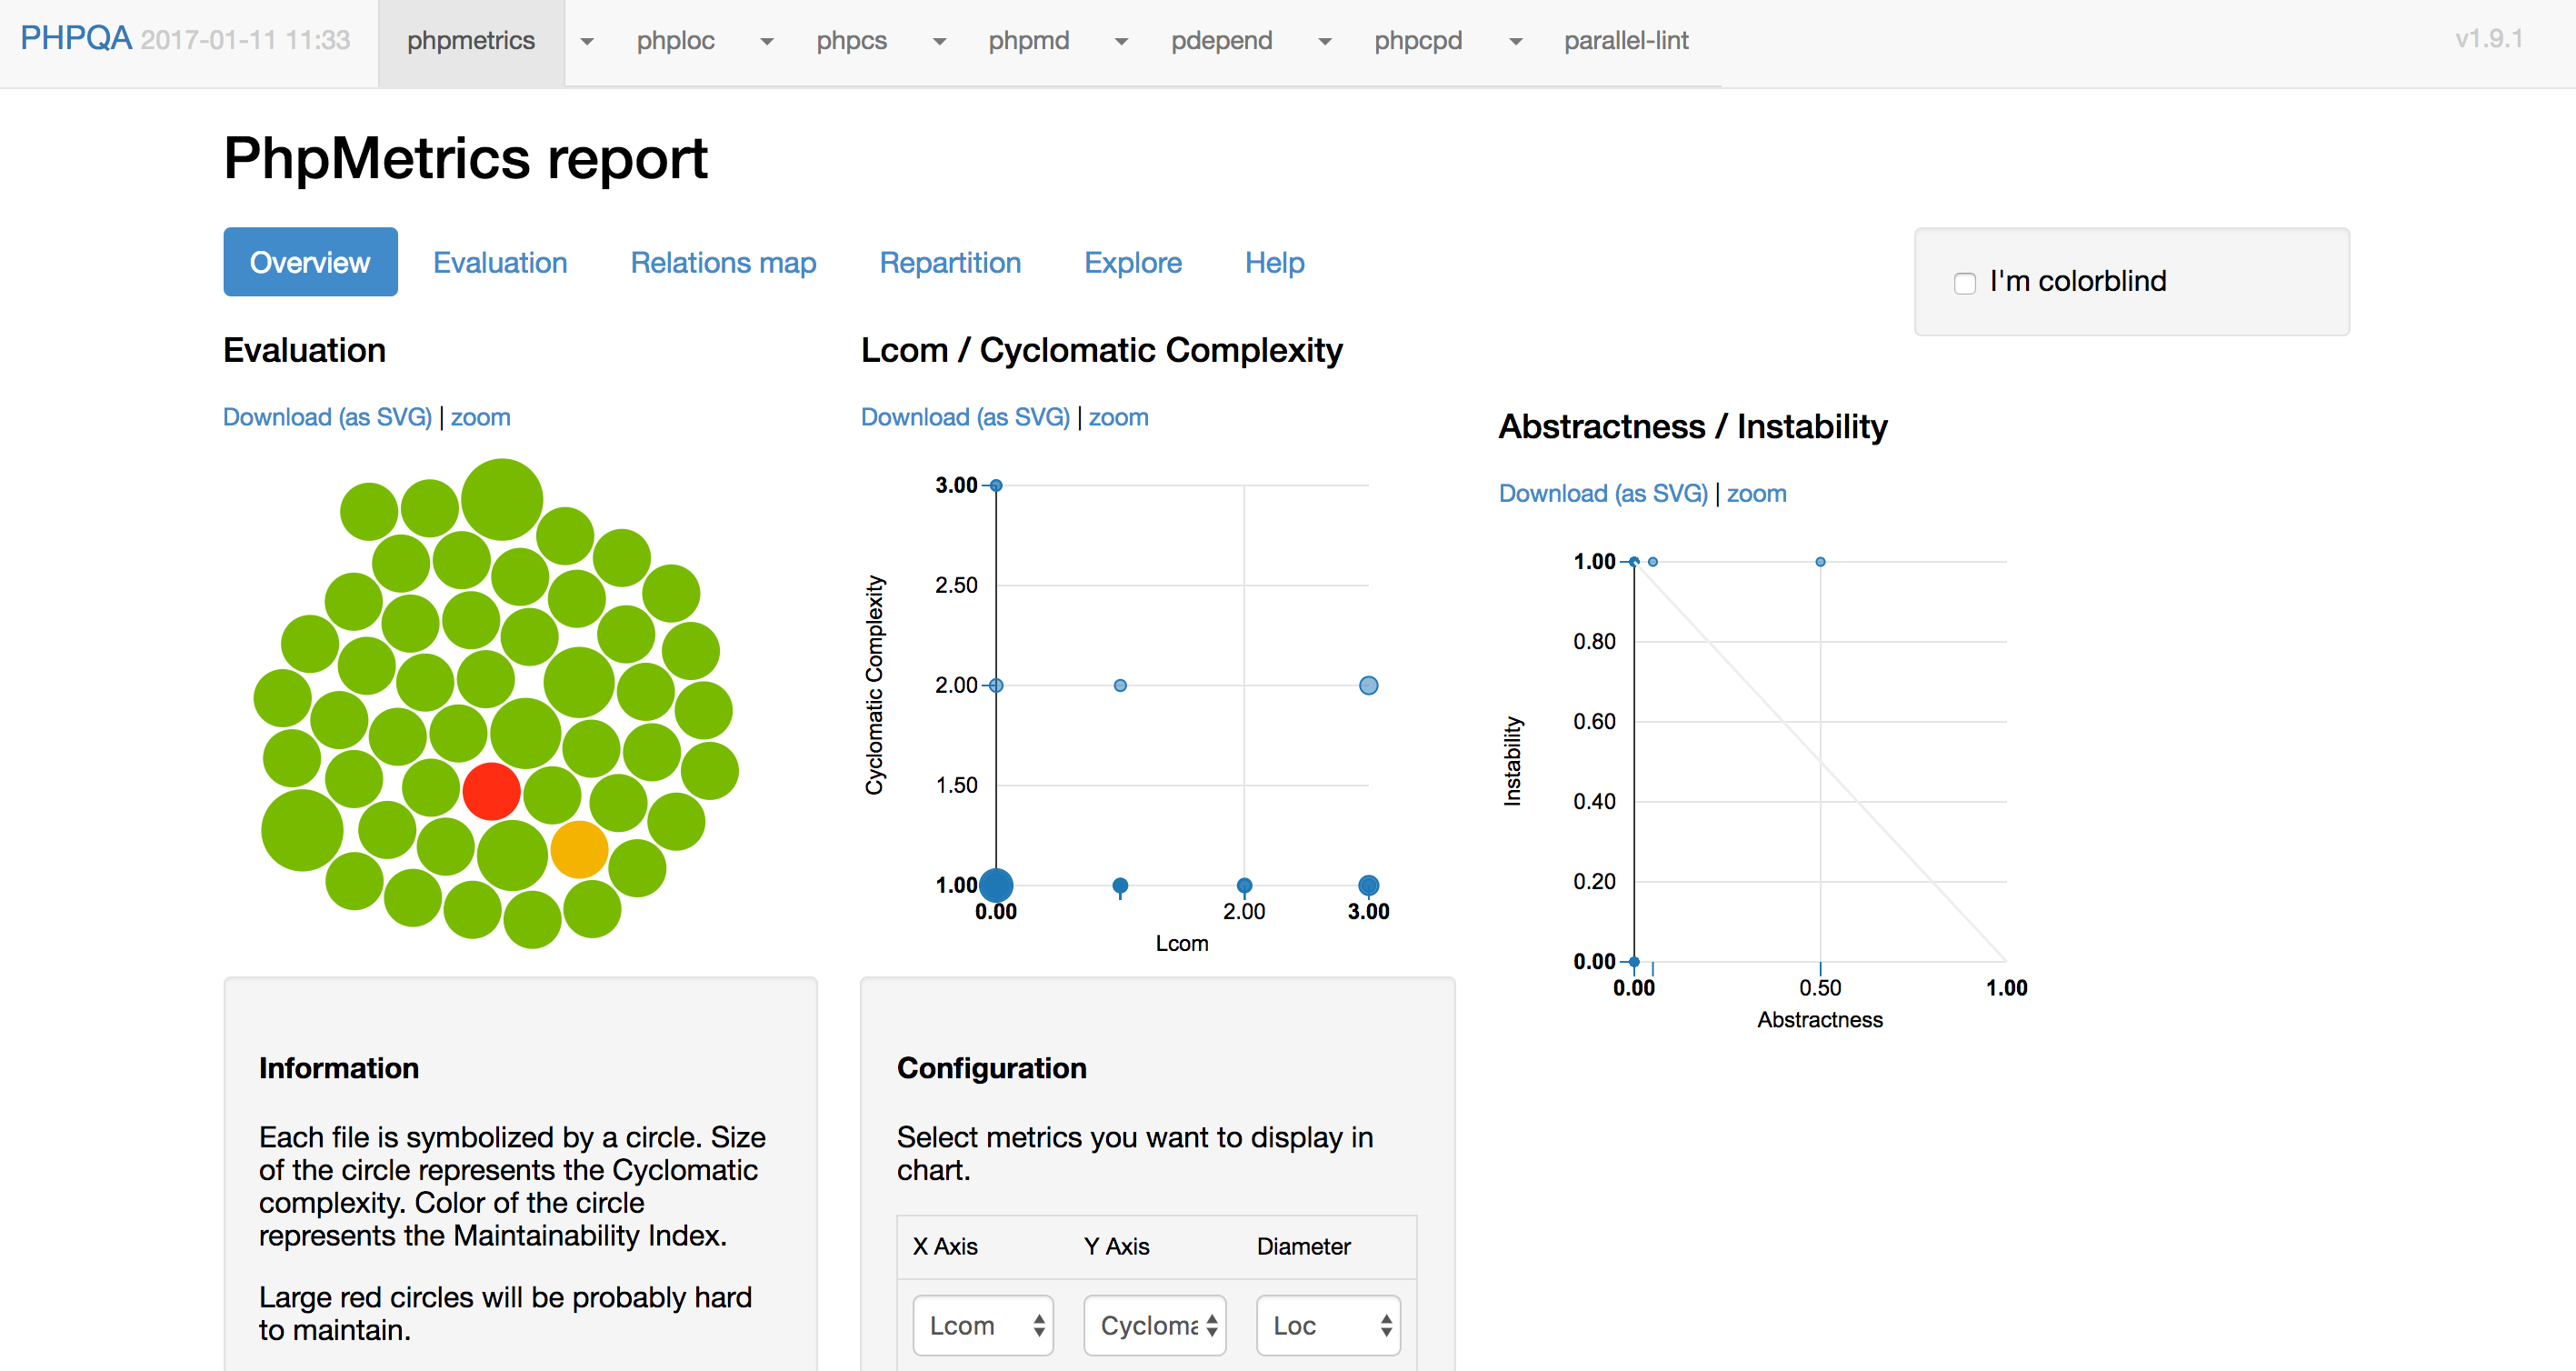 PHPQA 2017-01-11 11:33 phpmetrics phploc phpcs phpmd pdepend phpcpd parallel-lint v1.9.1
PhpMetrics report
Overview Evaluation Relations map Repartition Explore Help
I'm colorblind
Evaluation
Download (as SVG) | zoom
Lcom / Cyclomatic Complexity
Download (as SVG) | zoom
3.00
2.50
2.00
1.50
1.00
Cyclomatic Complexity
0.00 2.00 3.00
Lcom
Abstractness / Instability
Download (as SVG) | zoom
1.00
0.80
0.60
0.40
0.20
0.00
Instability
0.00 0.50 1.00
Abstractness
Information
Each file is symbolized by a circle. Size
of the circle represents the Cyclomatic
complexity. Color of the circle
represents the Maintainability Index.
Large red circles will be probably hard
to maintain.
Configuration
Select metrics you want to display in
chart.
X Axis Y Axis Diameter
Lcom Cycloma Loc